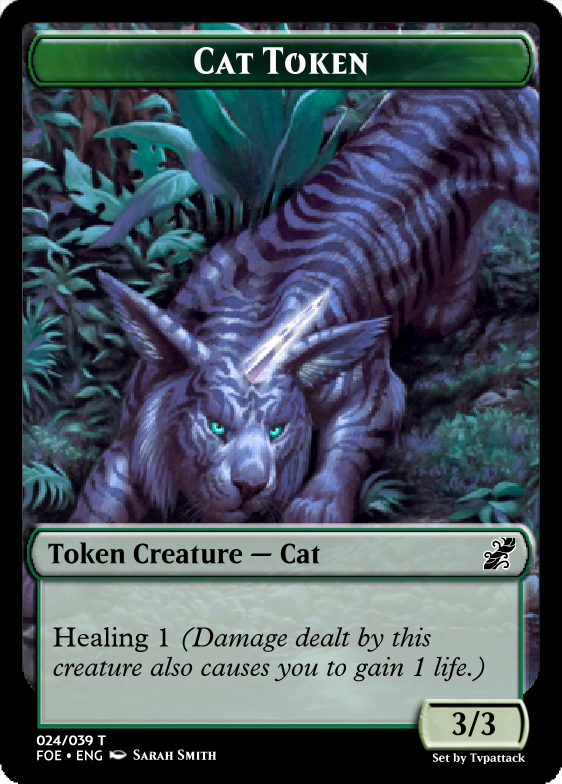 Cat Token
Token Creature — Cat
Healing 1 (Damage dealt by this
creature also causes you to gain 1 life.)
3/3
024/039 T
FOE • ENG Sarah Smith
Set by Tvpattack